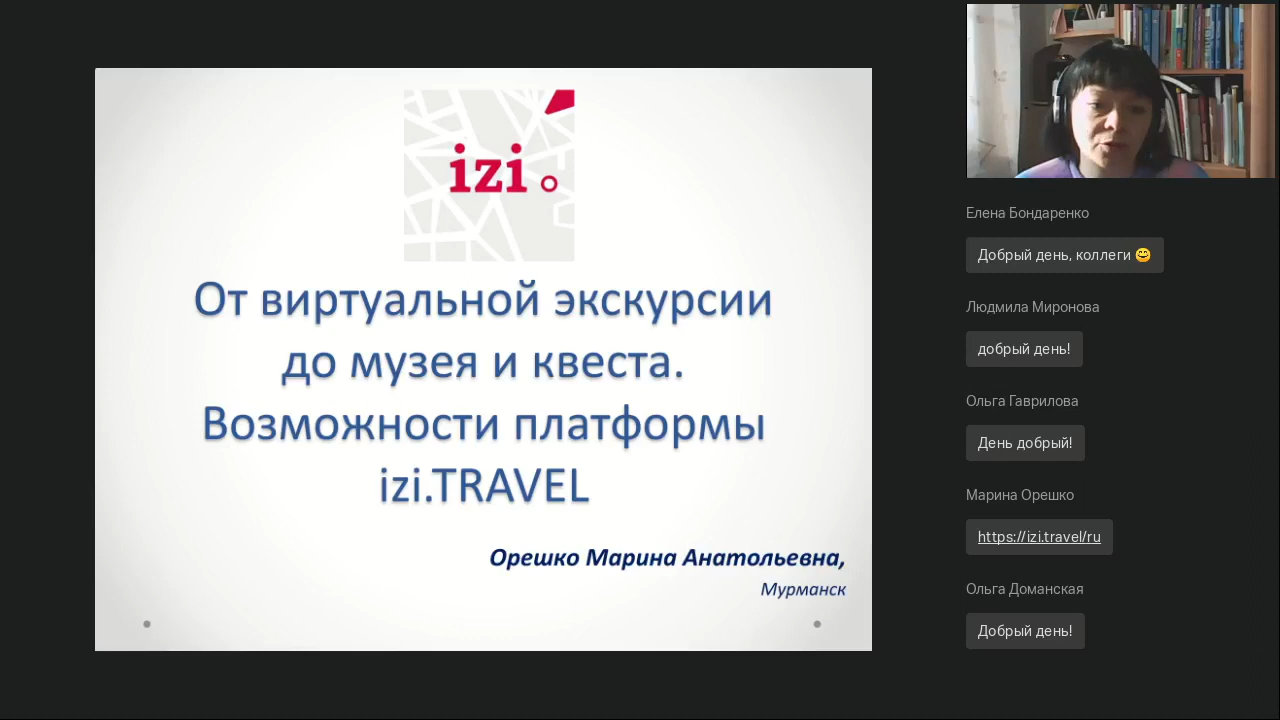 izi
От виртуальной экскурсии
до музея и квеста.
Возможности платформы
izi.TRAVEL
Орешко Марина Анатольевна,
Мурманск
Елена Бондаренко
Добрый день, коллеги 😊
Людмила Миронова
добрый день!
Ольга Гаврилова
День добрый!
Марина Орешко
https://izi.travel/ru
Ольга Доманская
Добрый день!